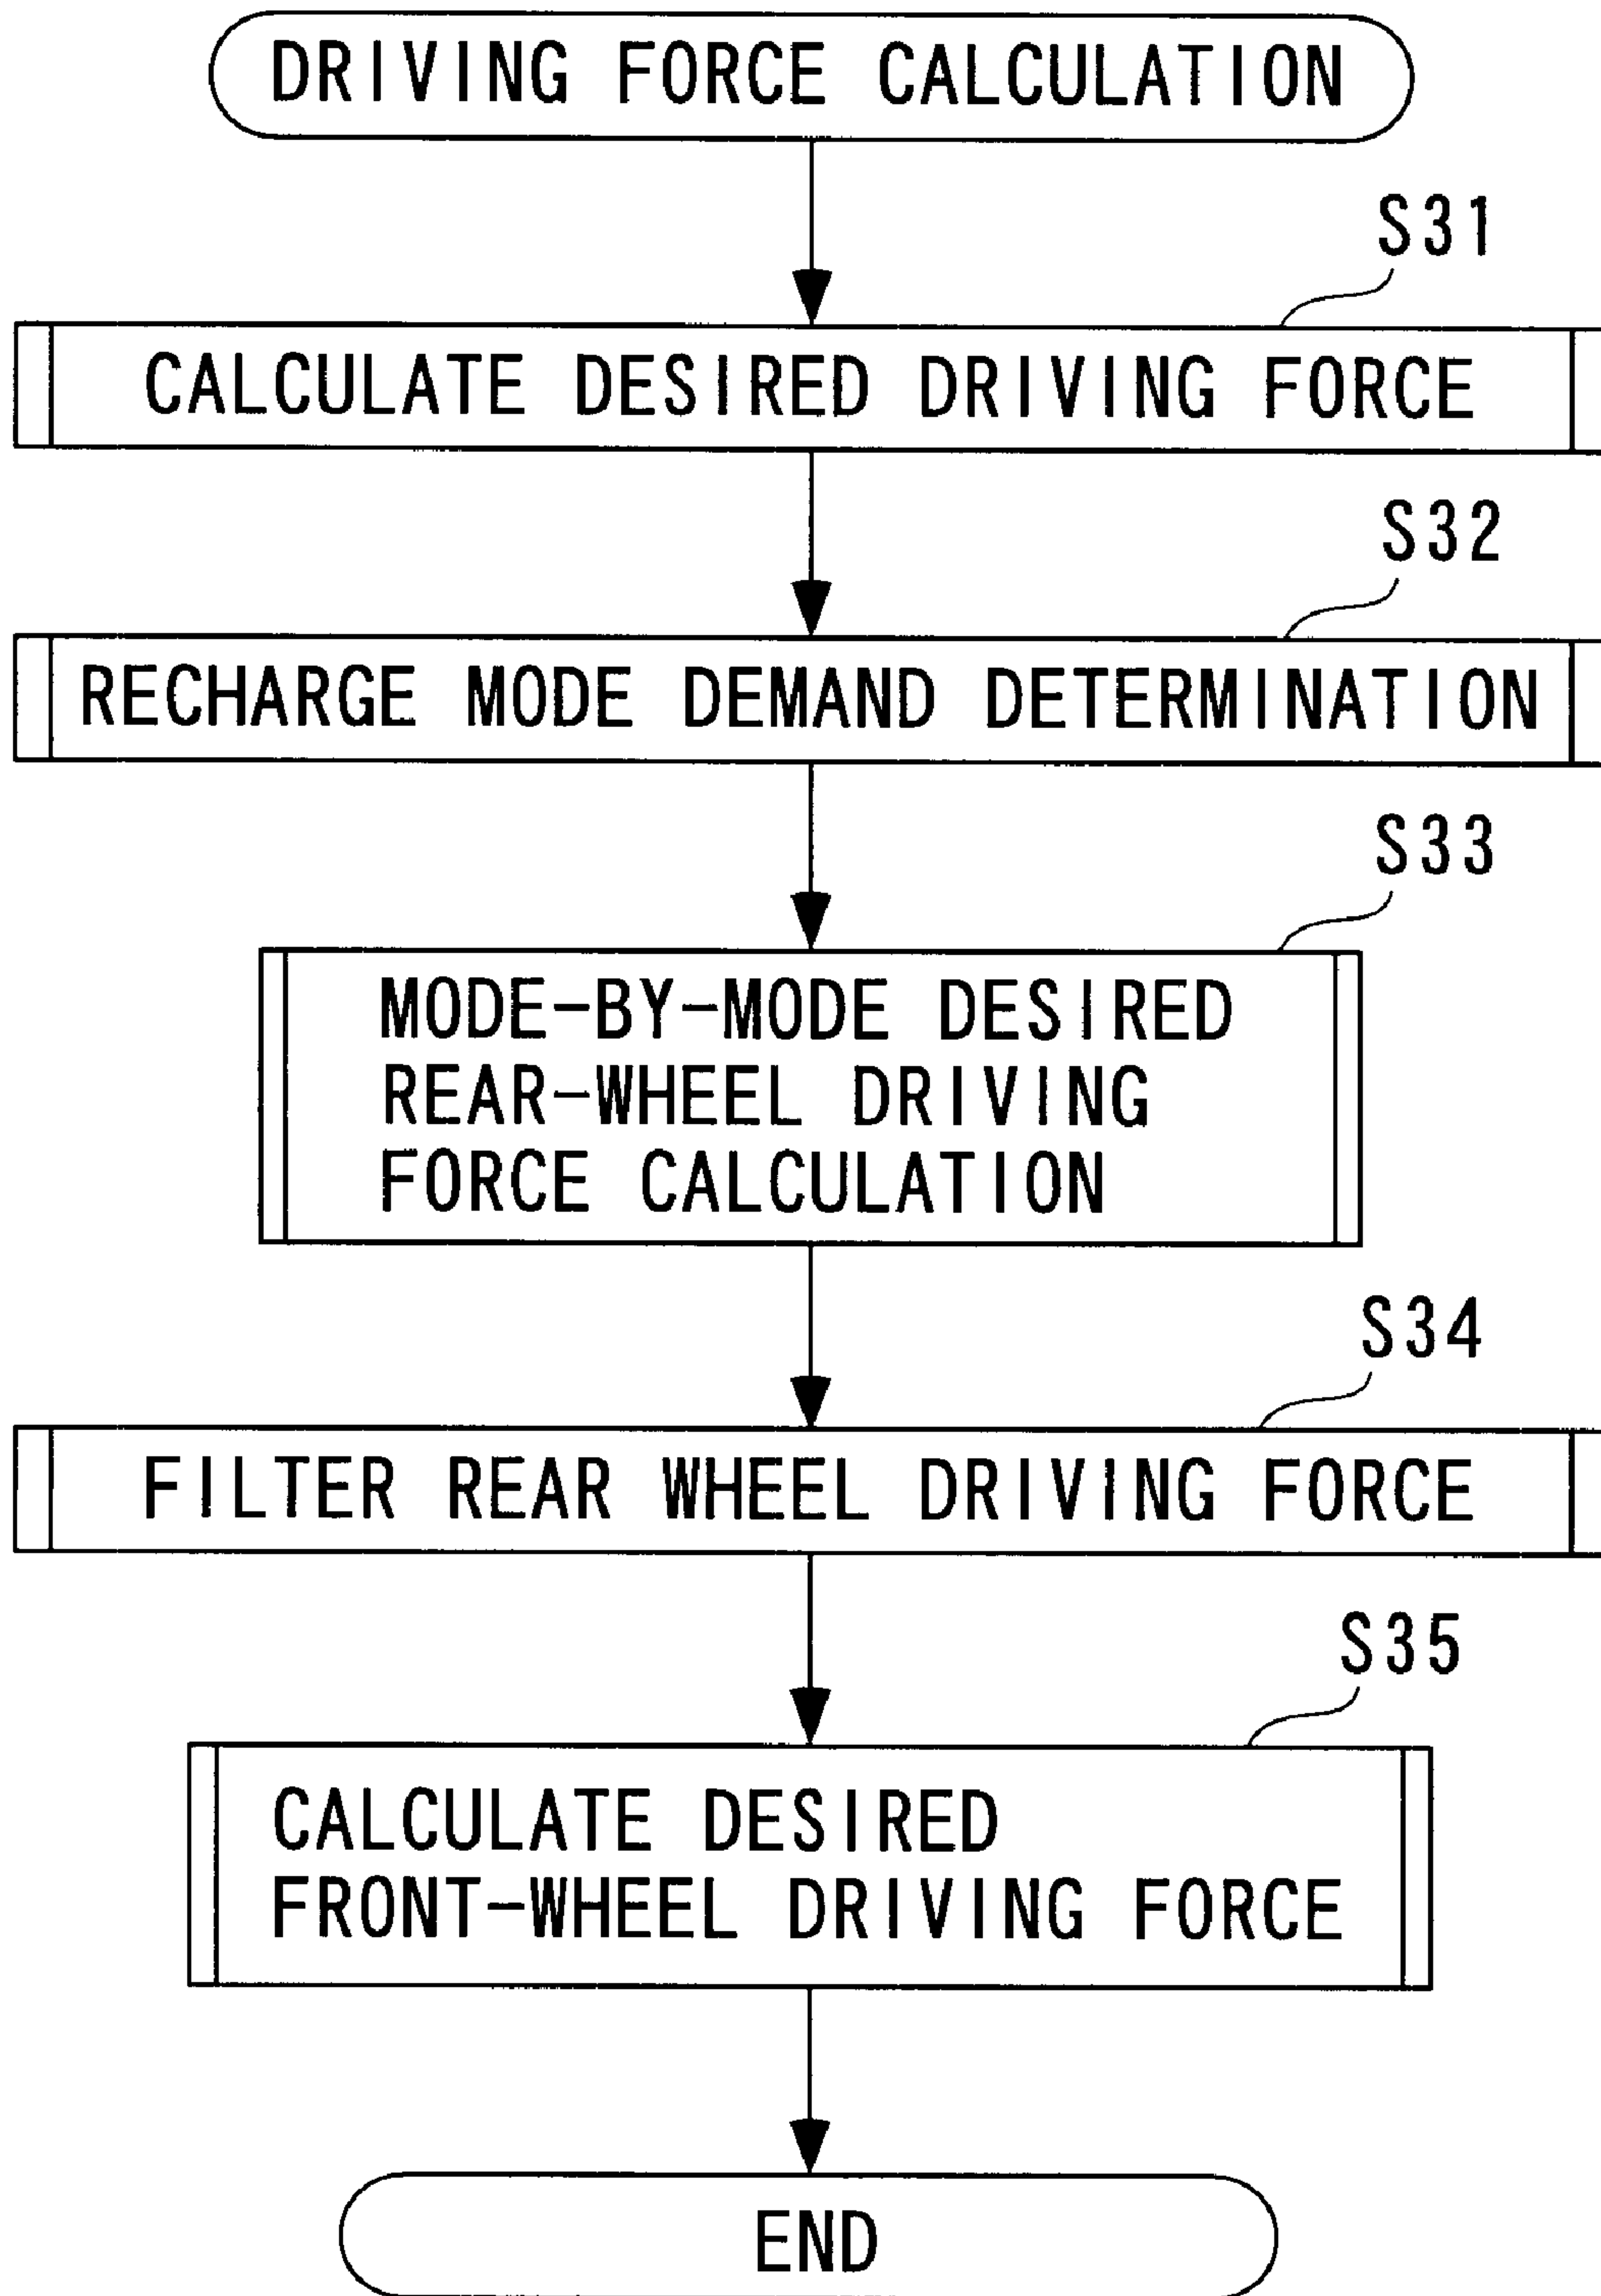 DRIVING FORCE CALCULATION
S31
CALCULATE DESIRED DRIVING FORCE
S32
RECHARGE MODE DEMAND DETERMINATION
S33
MODE-BY-MODE DESIRED
REAR-WHEEL DRIVING
FORCE CALCULATION
S34
FILTER REAR WHEEL DRIVING FORCE
S35
CALCULATE DESIRED
FRONT-WHEEL DRIVING FORCE
END